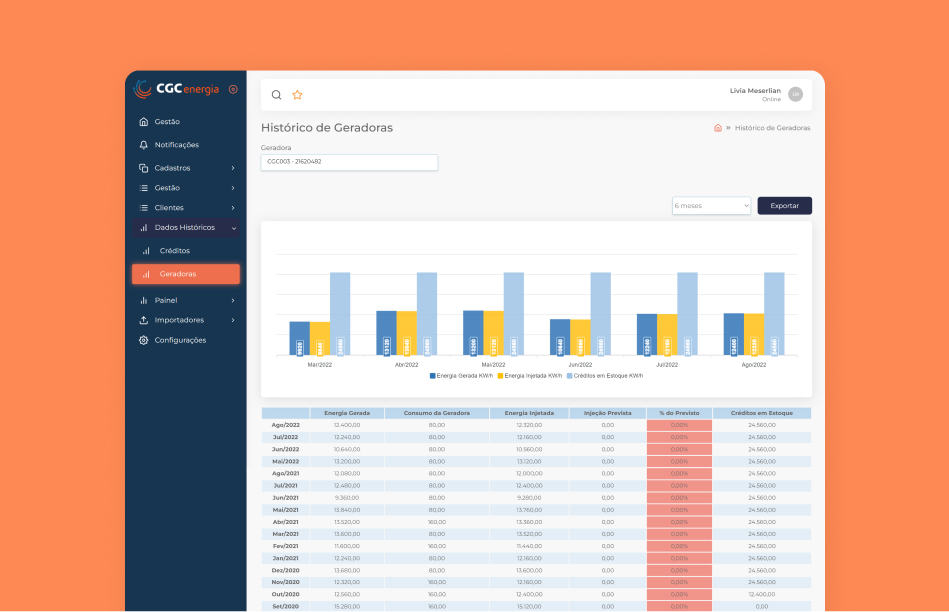 CGC energia
Livia Meserlian
Online
LM
Gestão
Notificações
Cadastros
Gestão
Clientes
Dados Históricos
Créditos
Geradoras
Painel
Importadores
Configurações
Histórico de Geradoras
» Histórico de Geradoras
Geradora
CGC003 - 21620482
6 meses
Exportar
Mar/2022 Abr/2022 Mai/2022 Jun/2022 Jul/2022 Ago/2022
Energia Gerada KW/h Energia Injetada KW/h Créditos em Estoque KW/h
Energia Gerada Consumo da Geradora Energia Injetada Injeção Prevista % do Previsto Créditos em Estoque
Ago/2022 12.400,00 80,00 12.320,00 0,00 0,00% 24.560,00
Jul/2022 12.240,00 80,00 12.160,00 0,00 0,00% 24.560,00
Jun/2022 10.640,00 80,00 10.560,00 0,00 0,00% 24.560,00
Mai/2022 13.200,00 80,00 13.120,00 0,00 0,00% 24.560,00
Ago/2021 12.080,00 80,00 12.000,00 0,00 0,00% 24.560,00
Jul/2021 12.480,00 80,00 12.400,00 0,00 0,00% 24.560,00
Jun/2021 9.360,00 80,00 9.280,00 0,00 0,00% 24.560,00
Mai/2021 13.840,00 80,00 13.760,00 0,00 0,00% 24.560,00
Abr/2021 13.520,00 160,00 13.360,00 0,00 0,00% 24.560,00
Mar/2021 13.600,00 80,00 13.520,00 0,00 0,00% 24.560,00
Fev/2021 11.600,00 160,00 11.440,00 0,00 0,00% 24.560,00
Jan/2021 12.240,00 80,00 12.160,00 0,00 0,00% 24.560,00
Dez/2020 13.680,00 80,00 13.600,00 0,00 0,00% 24.560,00
Nov/2020 12.320,00 160,00 12.160,00 0,00 0,00% 24.560,00
Out/2020 12.560,00 160,00 12.400,00 0,00 0,00% 12.400,00
Set/2020 15.280,00 160,00 15.120,00 0,00 0,00% 0,00